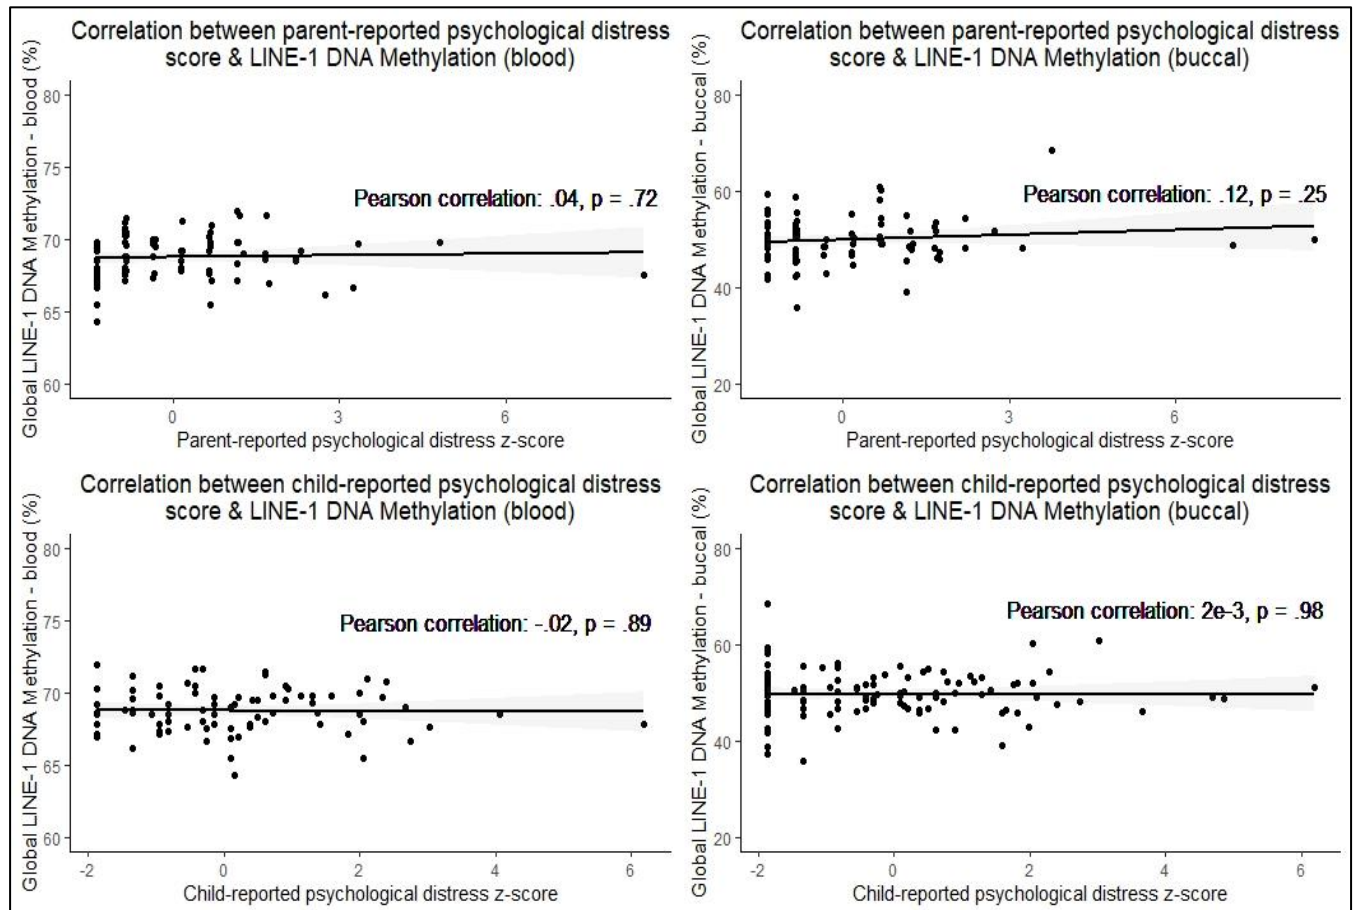 Correlation between parent-reported psychological distress
score & LINE-1 DNA Methylation (blood)
Global LINE-1 DNA Methylation - blood (%)
80
75
70
65
60
Pearson correlation: .04, p = .72
0
3
6
Parent-reported psychological distress z-score
Correlation between parent-reported psychological distress
score & LINE-1 DNA Methylation (buccal)
Global LINE-1 DNA Methylation - buccal (%)
80
60
40
20
Pearson correlation: .12, p = .25
0
3
6
Parent-reported psychological distress z-score
Correlation between child-reported psychological distress
score & LINE-1 DNA Methylation (blood)
Global LINE-1 DNA Methylation - blood (%)
80
75
70
65
60
Pearson correlation: -.02, p = .89
-2
0
2
4
6
Child-reported psychological distress z-score
Correlation between child-reported psychological distress
score & LINE-1 DNA Methylation (buccal)
Global LINE-1 DNA Methylation - buccal (%)
80
60
40
20
Pearson correlation: 2e-3, p = .98
-2
0
2
4
6
Child-reported psychological distress z-score